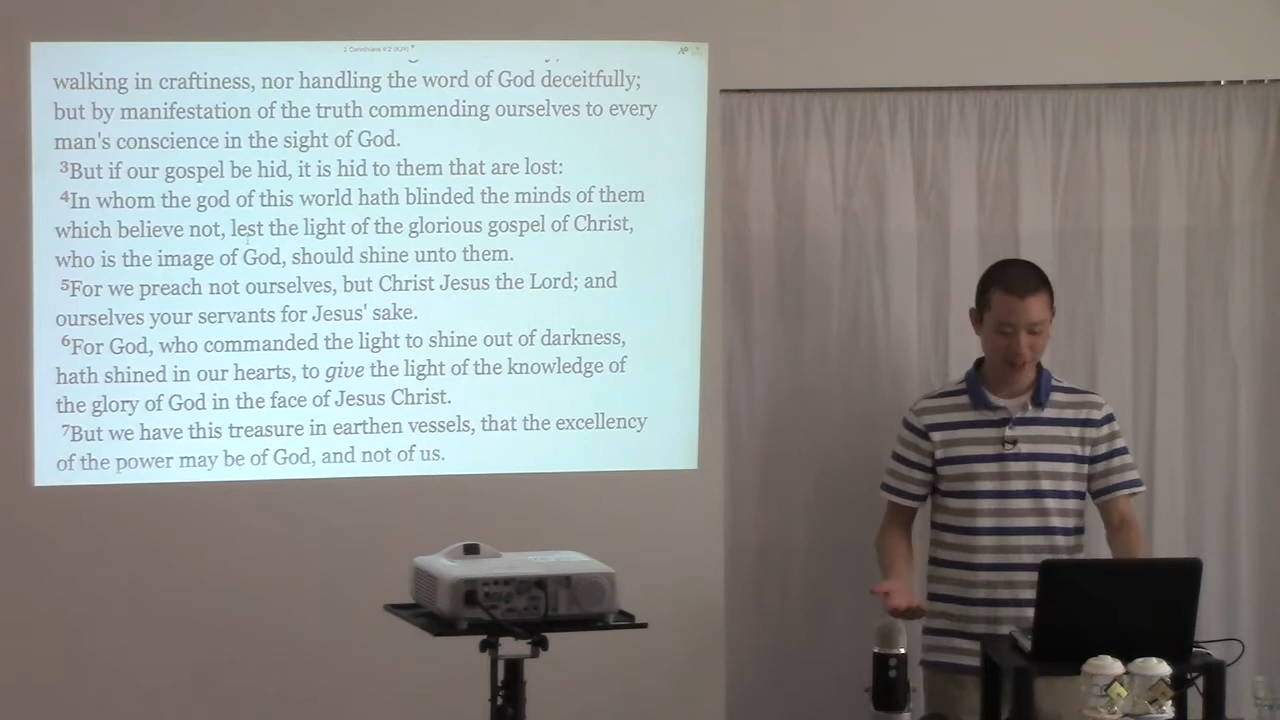 2 Corinthians 4:2 (KJV)
walking in craftiness, nor handling the word of God deceitfully;
but by manifestation of the truth commending ourselves to every
man's conscience in the sight of God.
3But if our gospel be hid, it is hid to them that are lost:
4In whom the god of this world hath blinded the minds of them
which believe not, lest the light of the glorious gospel of Christ,
who is the image of God, should shine unto them.
5For we preach not ourselves, but Christ Jesus the Lord; and
ourselves your servants for Jesus' sake.
6For God, who commanded the light to shine out of darkness,
hath shined in our hearts, to give the light of the knowledge of
the glory of God in the face of Jesus Christ.
7But we have this treasure in earthen vessels, that the excellency
of the power may be of God, and not of us.